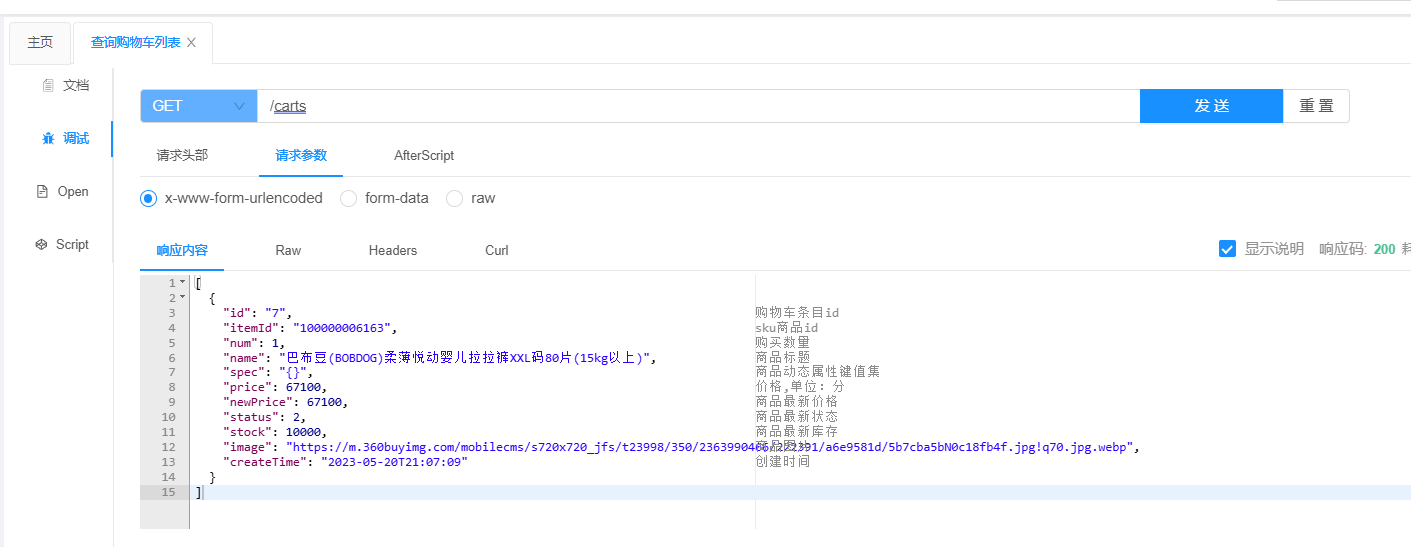 主页
查询购物车列表
文档
调试
Open
Script
GET
/carts
发 送
重 置
请求头部
请求参数
AfterScript
x-www-form-urlencoded
form-data
raw
响应内容
Raw
Headers
Curl
显示说明
响应码: 200
1 [
2 {
3 "id": "7", 购物车条目id
4 "itemId": "100000006163", sku商品id
5 "num": 1, 购买数量
6 "name": "巴布豆(BOBDOG)柔薄悦动婴儿拉拉裤XXL码80片(15kg以上)", 商品标题
7 "spec": "{}", 商品动态属性键值集
8 "price": 67100, 价格,单位：分
9 "newPrice": 67100, 商品最新价格
10 "status": 2, 商品最新状态
11 "stock": 10000, 商品最新库存
12 "image": "https://m.360buyimg.com/mobilecms/s720x720_jfs/t23998/350/2363990466/222391/a6e9581d/5b7cba5bN0c18fb4f.jpg!q70.jpg.webp",
13 "createTime": "2023-05-20T21:07:09" 创建时间
14 }
15 ]